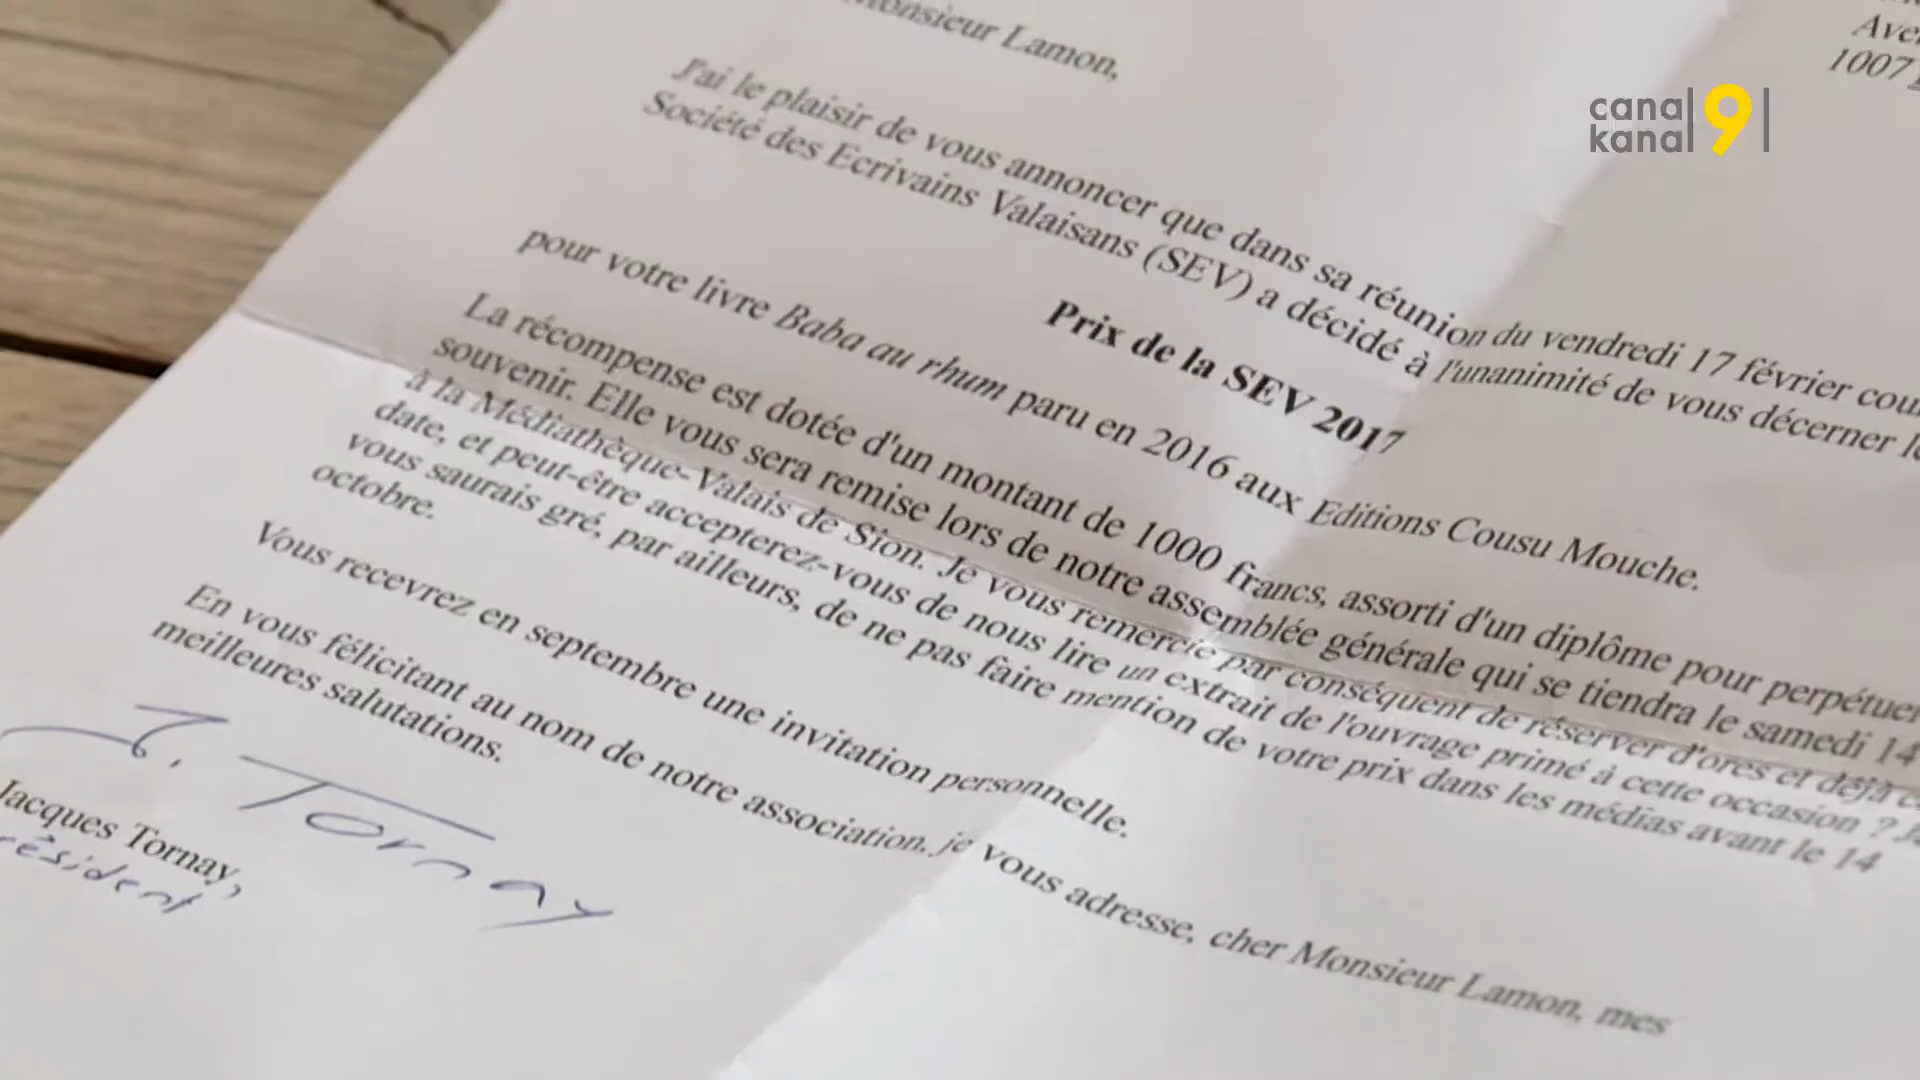 Ave
1007
canal 9
kanal
Monsieur Lamon,
J'ai le plaisir de vous annoncer que dans sa réunion du vendredi 17 février cou
Société des Ecrivains Valaisans (SEV) a décidé à l'unanimité de vous décerner le
Prix de la SEV 2017
pour votre livre Baba au rhum paru en 2016 aux Editions Cousu Mouche.
La récompense est dotée d'un montant de 1000 francs, assorti d'un diplôme pour perpétuer
souvenir. Elle vous sera remise lors de notre assemblée générale qui se tiendra le samedi 14
à la Médiathèque-Valais de Sion. Je vous remercie par conséquent de réserver d'ores et déjà c
date, et peut-être accepterez-vous de nous lire un extrait de l'ouvrage primé à cette occasion ? J
vous saurais gré, par ailleurs, de ne pas faire mention de votre prix dans les médias avant le 14
octobre.
Vous recevrez en septembre une invitation personnelle.
En vous félicitant au nom de notre association, je vous adresse, cher Monsieur Lamon, mes
meilleures salutations.
J. Tornay
Jacques Tornay,
résident